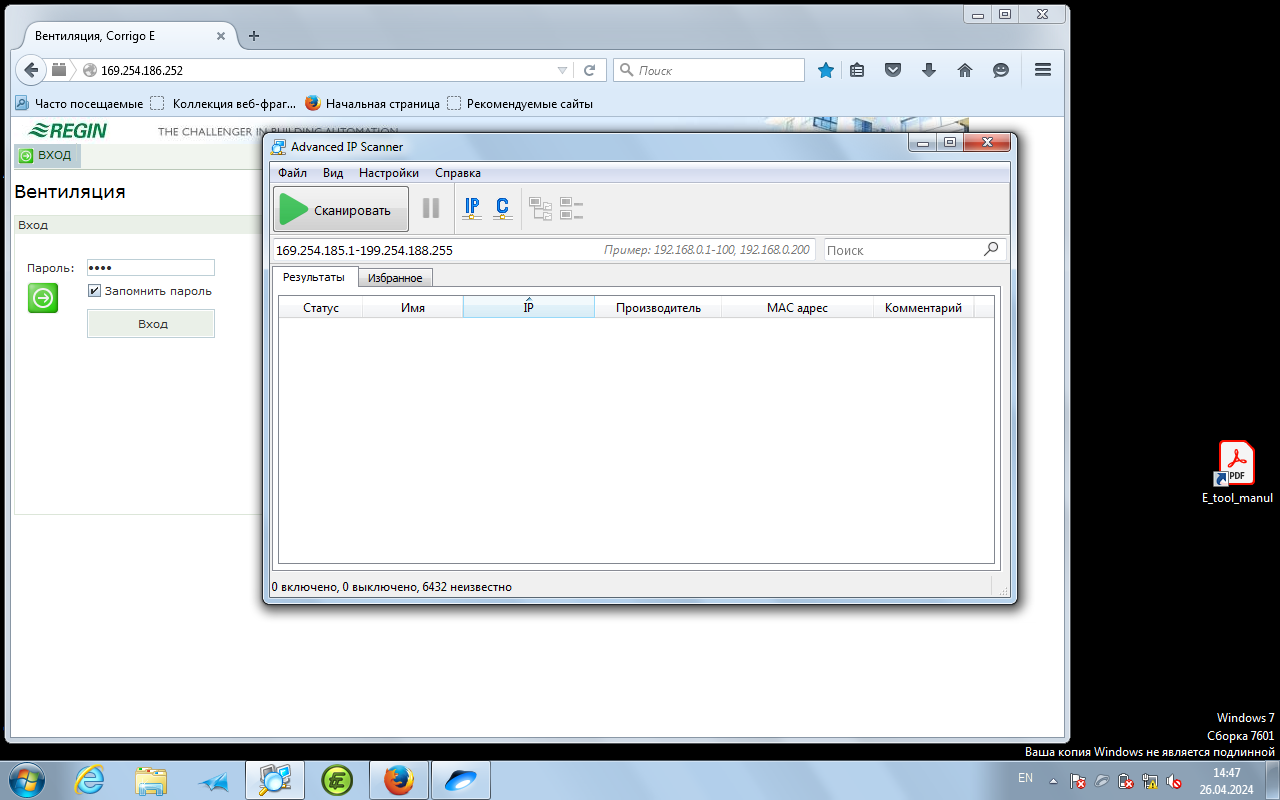 Вентиляция, Corrigo E
169.254.186.252
Поиск
Часто посещаемые
Коллекция веб-фраг...
Начальная страница
Рекомендуемые сайты
REGIN
THE CHALLENGER IN BUILDING AUTOMATION
ВХОД
Вентиляция
Вход
Пароль:
Запомнить пароль
Вход
Advanced IP Scanner
Файл Вид Настройки Справка
Сканировать
IP
C
169.254.185.1-199.254.188.255
Пример: 192.168.0.1-100, 192.168.0.200
Поиск
Результаты
Избранное
Статус Имя IP Производитель MAC адрес Комментарий
0 включено, 0 выключено, 6432 неизвестно
PDF
E_tool_manul
Windows 7
Сборка 7601
Ваша копия Windows не является подлинной
EN
14:47
26.04.2024